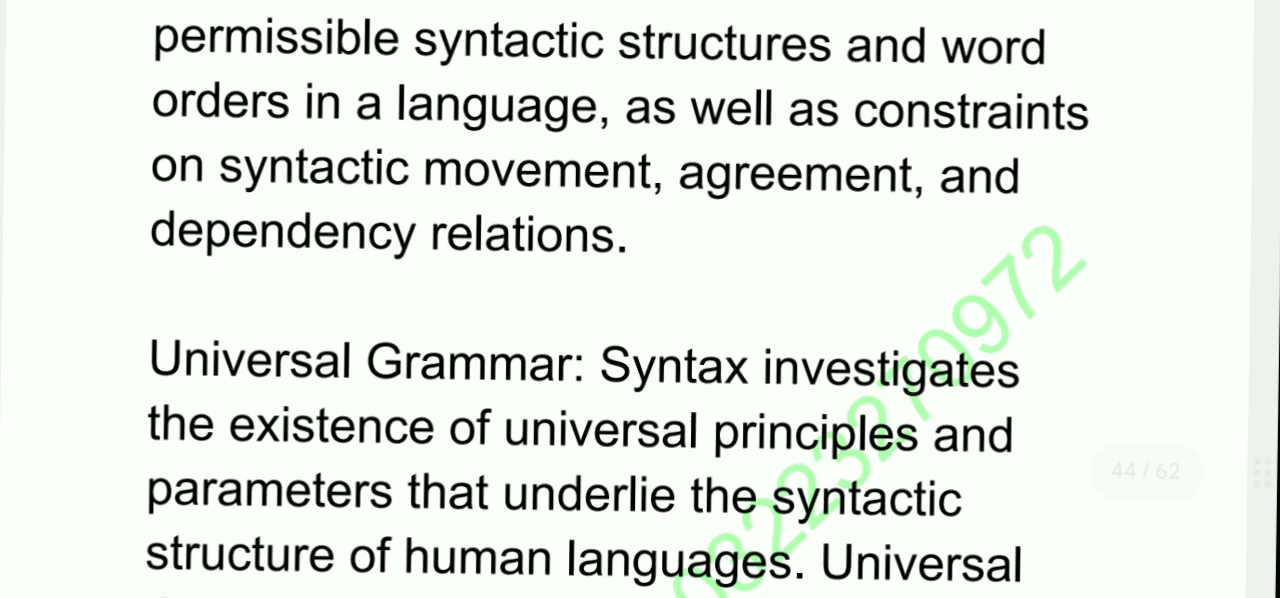 permissible syntactic structures and word
orders in a language, as well as constraints
on syntactic movement, agreement, and
dependency relations.
Universal Grammar: Syntax investigates
the existence of universal principles and
parameters that underlie the syntactic
structure of human languages. Universal
44 / 62